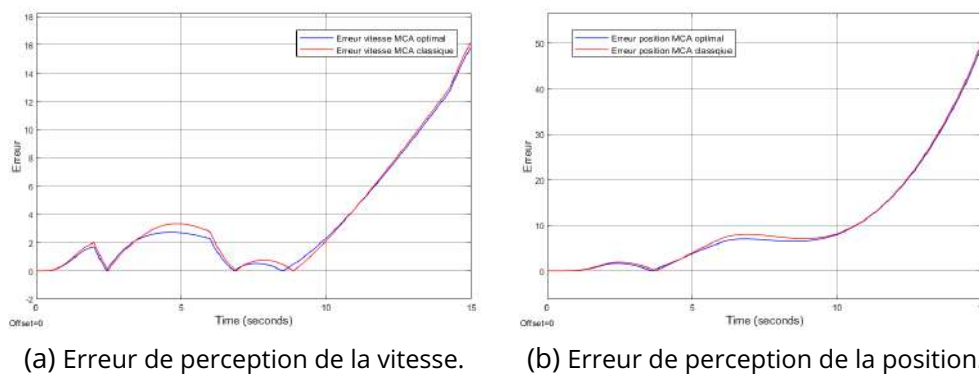 18
16
14
12
10
8
6
4
2
0
-2
Erreur
Erreur vitesse MCA optimal
Erreur vitesse MCA classique
0
5
10
15
Offset=0
Time (seconds)
50
40
30
20
10
0
Erreur
Erreur position MCA optimal
Erreur position MCA classique
0
5
10
15
Offset=0
Time (seconds)
(a) Erreur de perception de la vitesse.
(b) Erreur de perception de la position